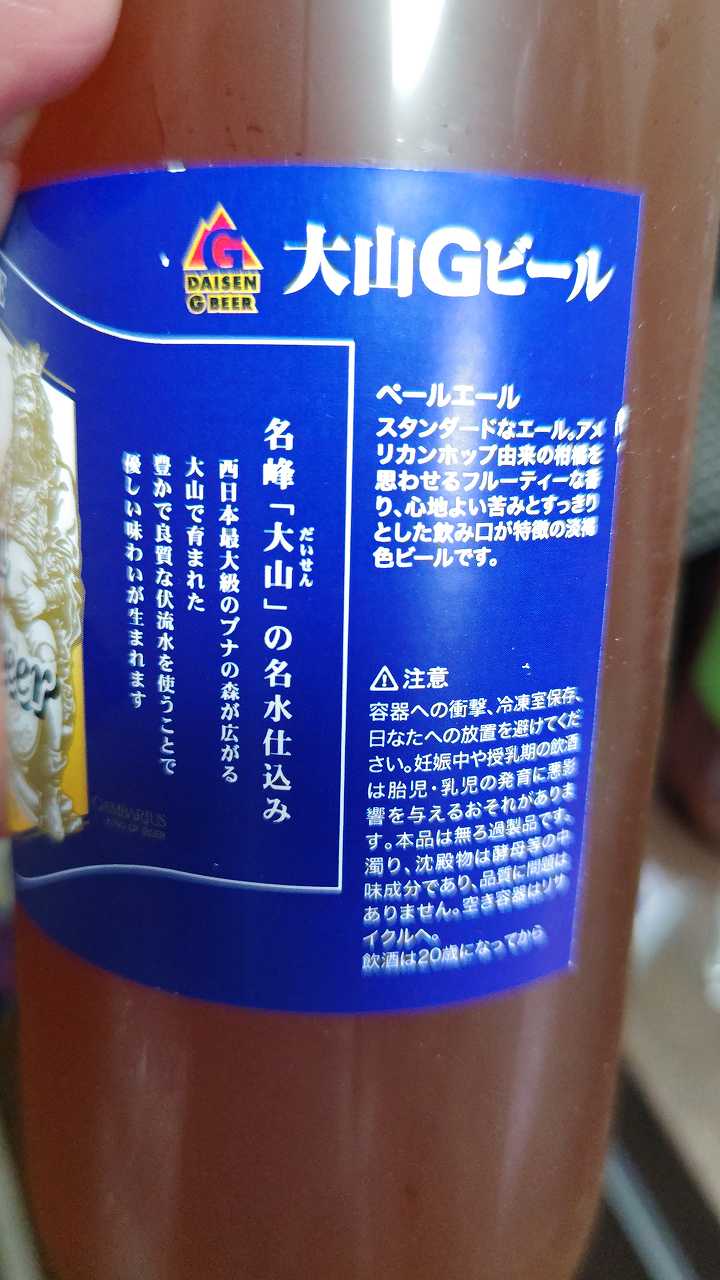 G
DAISEN
G BEER
大山Gビール
名峰「大山」の名水仕込み
だいせん
西日本最大級のブナの森が広がる
大山で育まれた
豊かで良質な伏流水を使うことで
優しい味わいが生まれます
eer
GAMBARIUS
KING OF BEER
ペールエール
スタンダードなエール。アメ
リカンホップ由来の柑橘を
思わせるフルーティーな香
り、心地よい苦みとすっきり
とした飲み口が特徴の淡褐
色ビールです。
注意
容器への衝撃、冷凍室保存、
日なたへの放置を避けてくだ
さい。妊娠中や授乳期の飲酒
は胎児・乳児の発育に悪影
響を与えるおそれがありま
す。本品は無ろ過製品です。
濁り、沈殿物は酵母等の中
味成分であり、品質に問題は
ありません。空き容器はリサ
イクルへ。
飲酒は20歳になってから